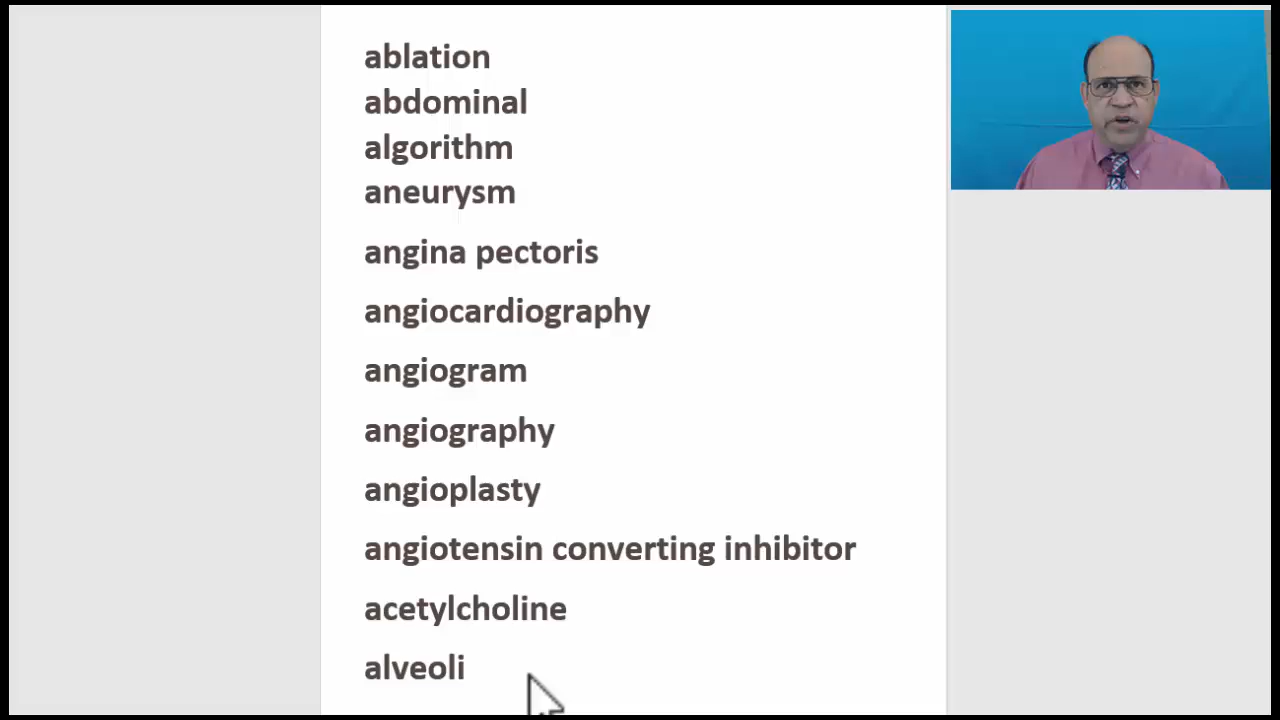 ablation
abdominal
algorithm
aneurysm
angina pectoris
angiocardiography
angiogram
angiography
angioplasty
angiotensin converting inhibitor
acetylcholine
alveoli